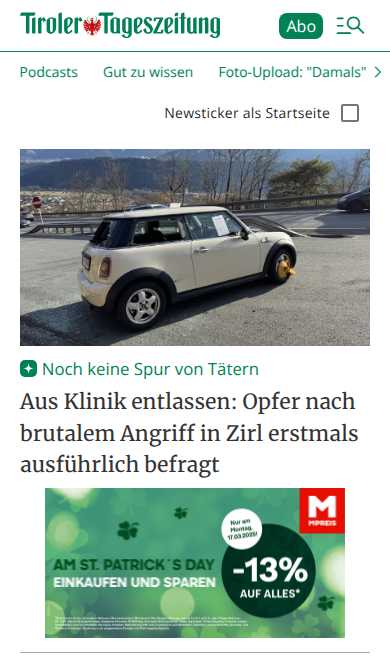 Tiroler Tageszeitung
Abo
Podcasts Gut zu wissen Foto-Upload: "Damals"
Newsticker als Startseite
Noch keine Spur von Tätern
Aus Klinik entlassen: Opfer nach
brutalem Angriff in Zirl erstmals
ausführlich befragt
Nur am
Montag,
17.03.2025!
M
MPREIS
AM ST. PATRICK´S DAY
EINKAUFEN UND SPAREN
-13%
AUF ALLES*